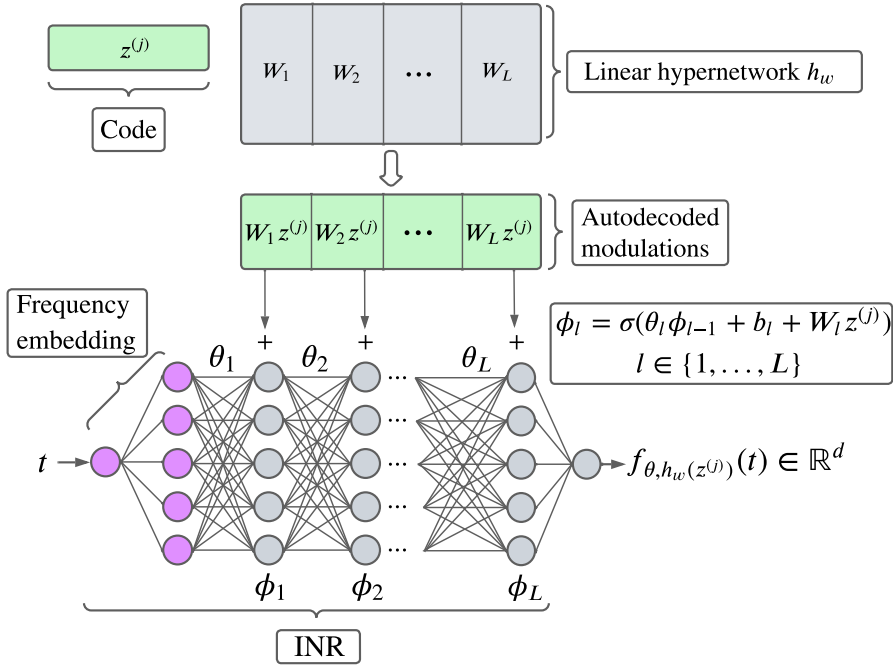 z^(j)
Code
W_1 W_2 ••• W_L
Linear hypernetwork h_w
W_1 z^(j) W_2 z^(j) ••• W_L z^(j)
Autodecoded
modulations
Frequency
embedding
+ + +
θ_1 θ_2 θ_L
ϕ_l = σ(θ_l ϕ_{l−1} + b_l + W_l z^(j))
l ∈ {1, . . . , L}
...
...
...
t
f_{θ,h_w(z^(j))}(t) ∈ ℝ^d
...
...
ϕ_1 ϕ_2 ϕ_L
INR